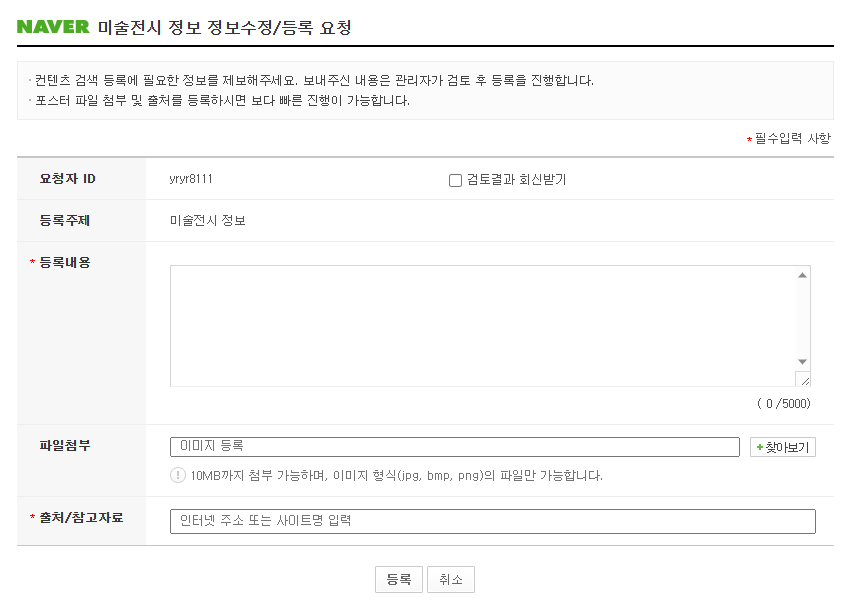 NAVER 미술전시 정보 정보수정/등록 요청
· 컨텐츠 검색 등록에 필요한 정보를 제보해주세요. 보내주신 내용은 관리자가 검토 후 등록을 진행합니다.
· 포스터 파일 첨부 및 출처를 등록하시면 보다 빠른 진행이 가능합니다.
* 필수입력 사항
요청자 ID yryr8111 검토결과 회신받기
등록주제 미술전시 정보
* 등록내용
( 0 /5000)
파일첨부 이미지 등록 +찾아보기
! 10MB까지 첨부 가능하며, 이미지 형식(jpg, bmp, png)의 파일만 가능합니다.
* 출처/참고자료 인터넷 주소 또는 사이트명 입력
등록 취소